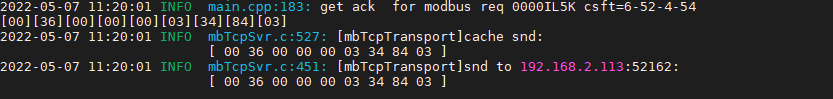 2022-05-07 11:20:01 INFO  main.cpp:183: get ack  for modbus req 0000IL5K csft=6-52-4-54
[00][36][00][00][00][03][34][84][03]
2022-05-07 11:20:01 INFO  mbTcpSvr.c:527: [mbTcpTransport]cache snd:
[ 00 36 00 00 00 03 34 84 03 ]
2022-05-07 11:20:01 INFO  mbTcpSvr.c:451: [mbTcpTransport]snd to 192.168.2.113:52162:
[ 00 36 00 00 00 03 34 84 03 ]